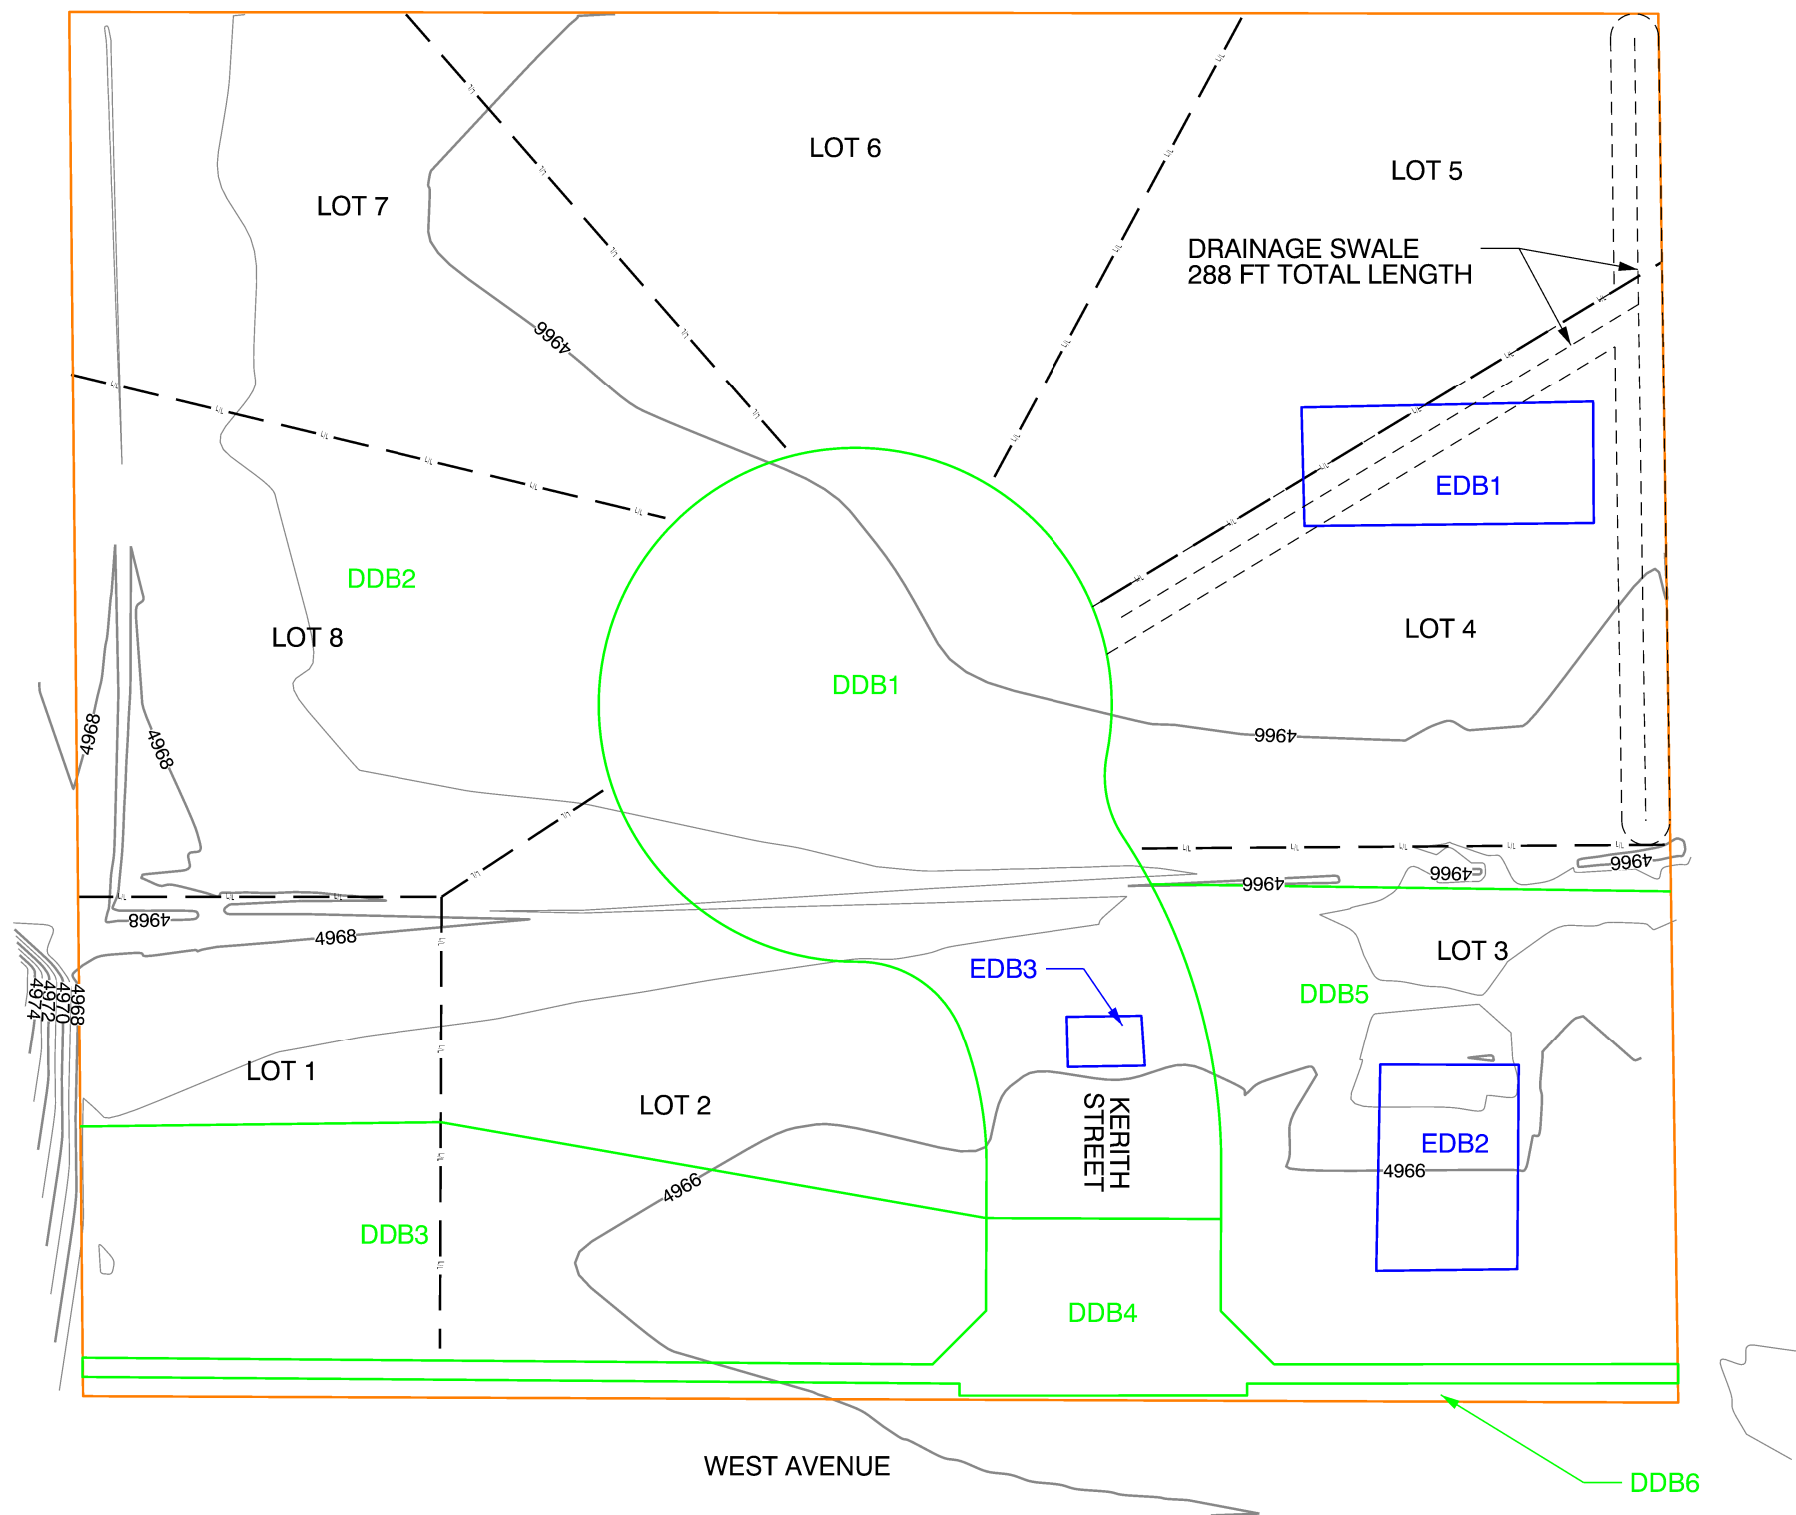 LOT 6
LOT 5
LOT 7
DRAINAGE SWALE
288 FT TOTAL LENGTH
4966
EDB1
DDB2
LOT 8
LOT 4
DDB1
4968
4968
4966
4966
4966
4966
4968
4968
LOT 3
EDB3
DDB5
4974
4972
4970
4968
LOT 1
LOT 2
KERITH
STREET
EDB2
4966
4966
DDB3
DDB4
WEST AVENUE
DDB6